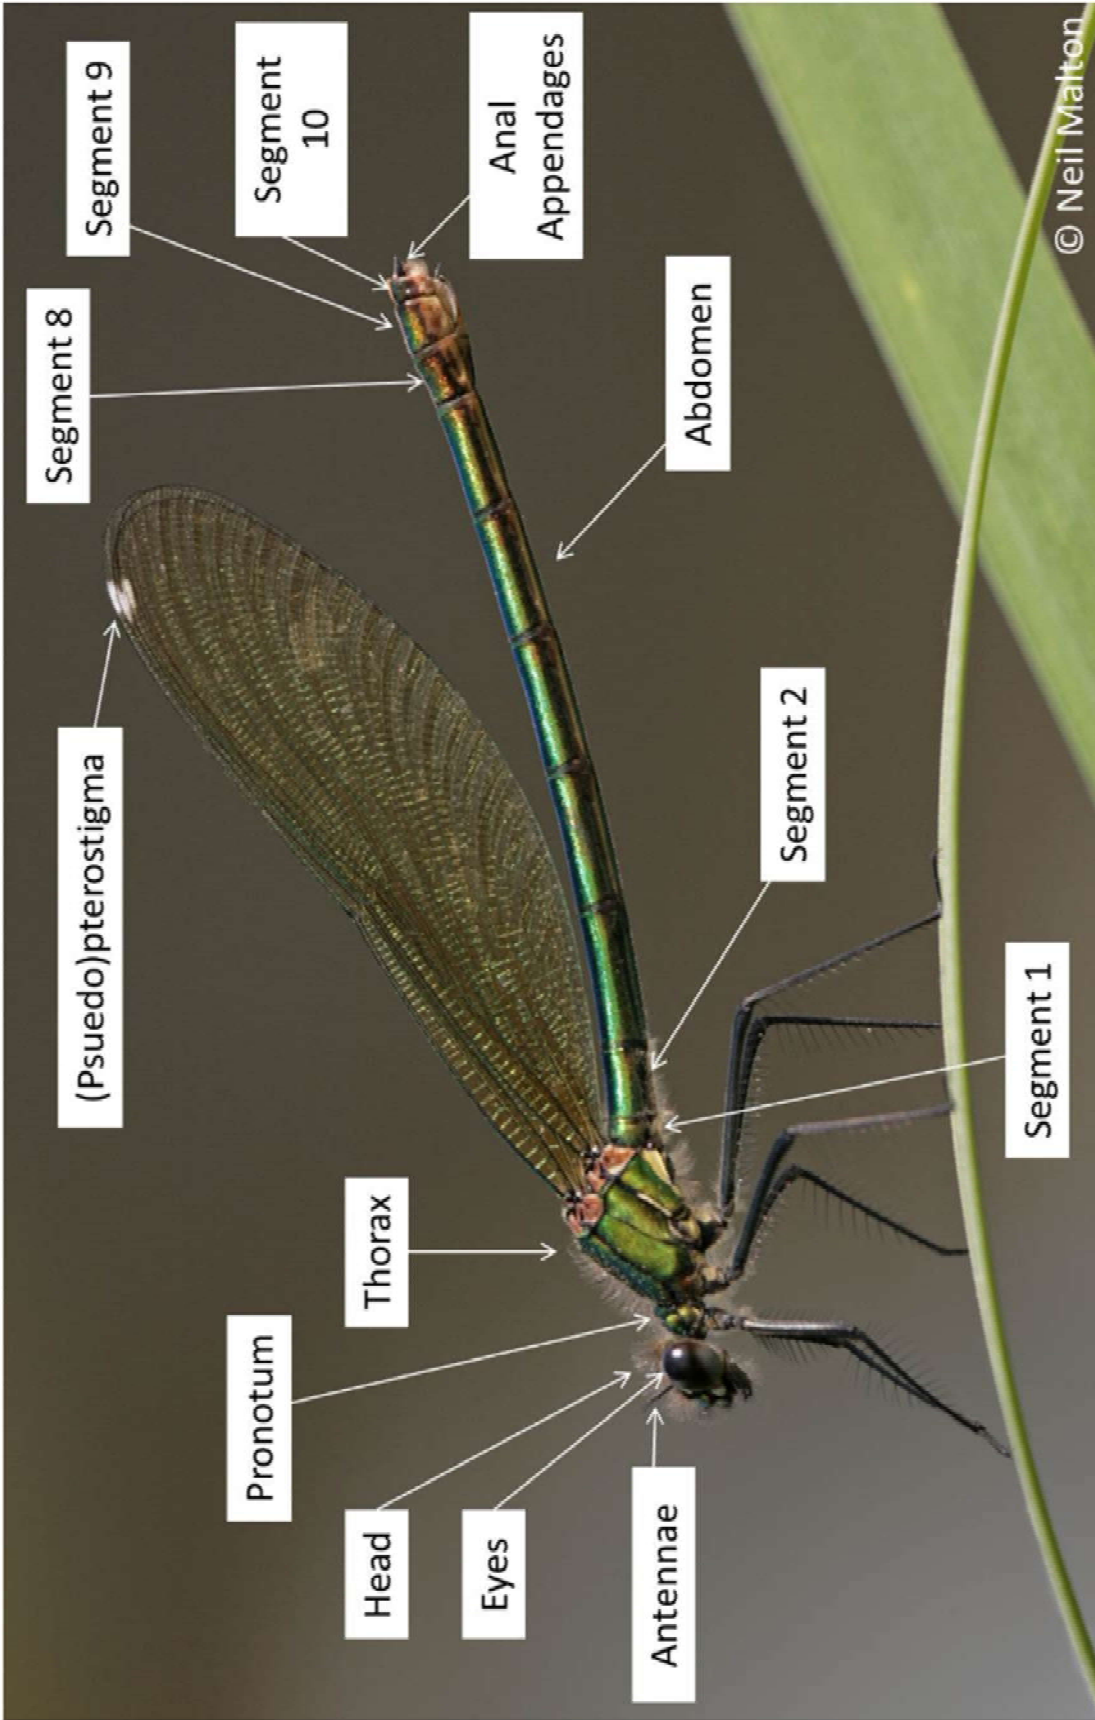 (Psuedo)pterostigma
Segment 8
Segment 9
Pronotum
Segment
10
Head
Thorax
Eyes
Anal
Appendages
Antennae
Abdomen
Segment 2
Segment 1
© Neil Malton